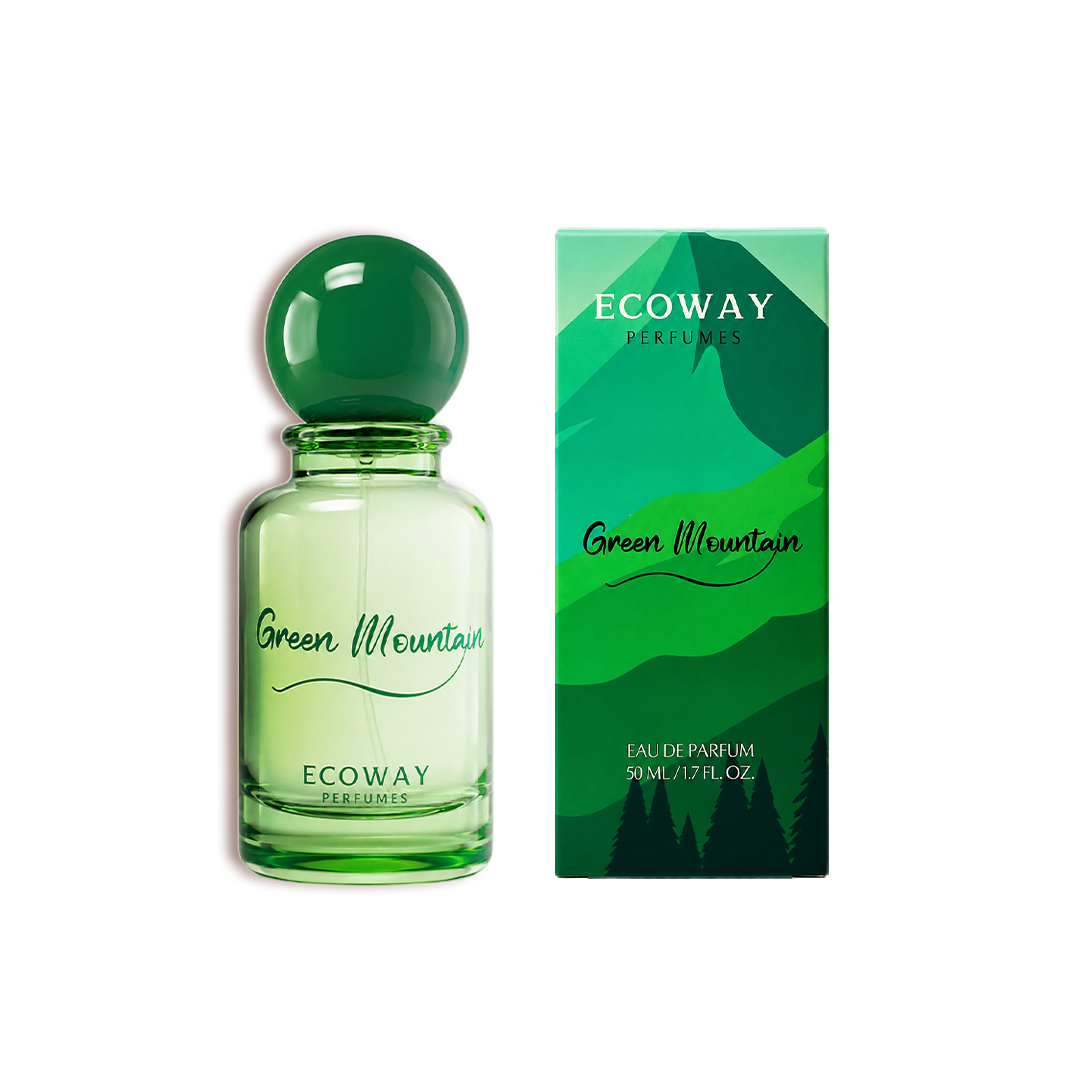 Green Mountain
ECOWAY
PERFUMES
ECOWAY
PERFUMES
Green Mountain
EAU DE PARFUM
50 ML / 1.7 FL. OZ.